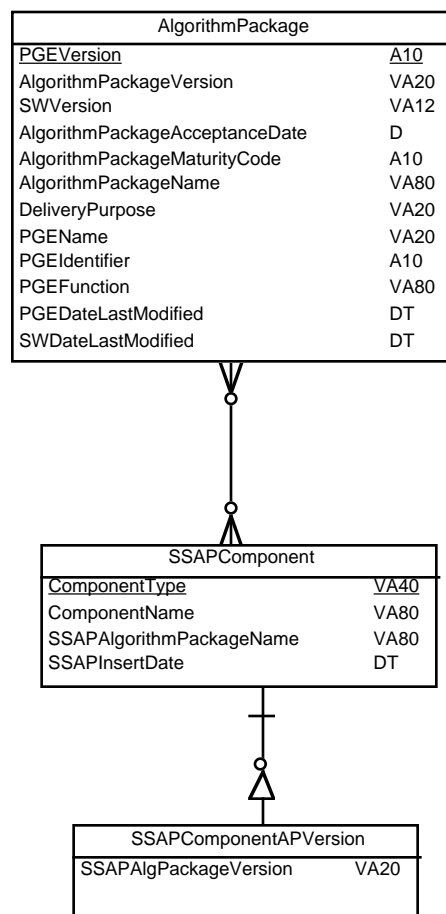 AlgorithmPackage
PGEVersion A10
AlgorithmPackageVersion VA20
SWVersion VA12
AlgorithmPackageAcceptanceDate D
AlgorithmPackageMaturityCode A10
AlgorithmPackageName VA80
DeliveryPurpose VA20
PGEName VA20
PGEIdentifier A10
PGEFunction VA80
PGEDateLastModified DT
SWDateLastModified DT
SSAPComponent
ComponentType VA40
ComponentName VA80
SSAPAlgorithmPackageName VA80
SSAPInsertDate DT
SSAPComponentAPVersion
SSAPAlgPackageVersion VA20